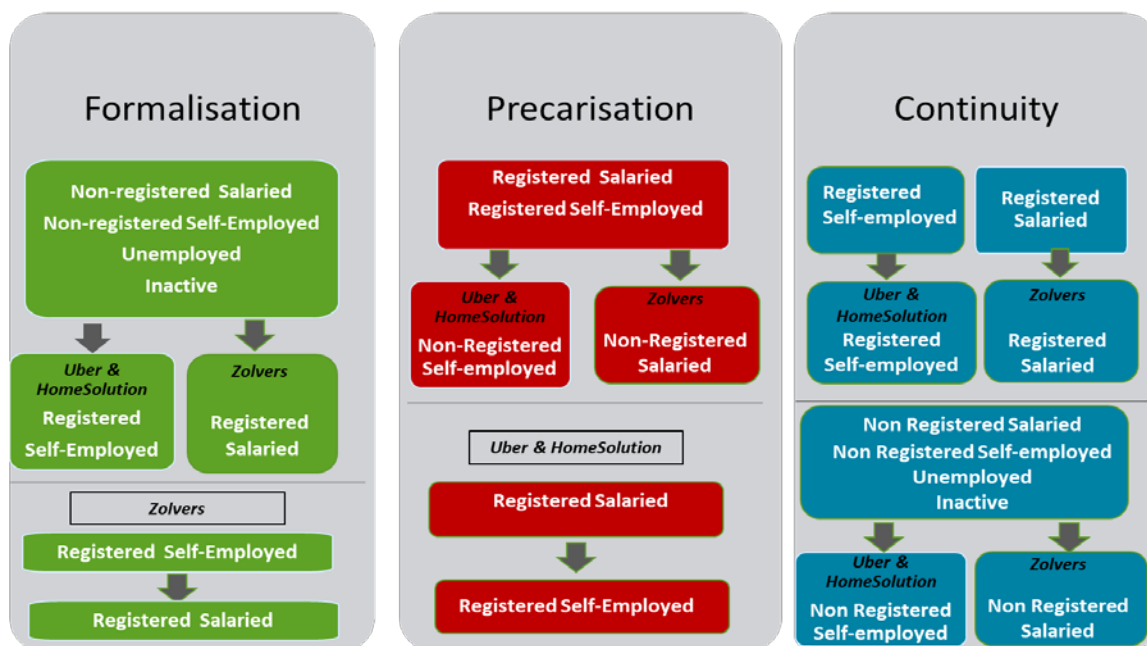 Formalisation
Non-registered Salaried
Non-registered Self-Employed
Unemployed
Inactive
Uber &
HomeSolution
Registered
Self-Employed
Zolvers
Registered
Salaried
Zolvers
Registered Self-Employed
Registered Salaried
Precarisation
Registered Salaried
Registered Self-Employed
Uber &
HomeSolution
Non-Registered
Self-employed
Zolvers
Non-Registered
Salaried
Uber & HomeSolution
Registered Salaried
Registered Self-Employed
Continuity
Registered
Self-employed
Registered
Salaried
Uber &
HomeSolution
Registered
Self-employed
Zolvers
Registered
Salaried
Non Registered Salaried
Non Registered Self-employed
Unemployed
Inactive
Uber &
HomeSolution
Non Registered
Self-employed
Zolvers
Non Registered
Salaried